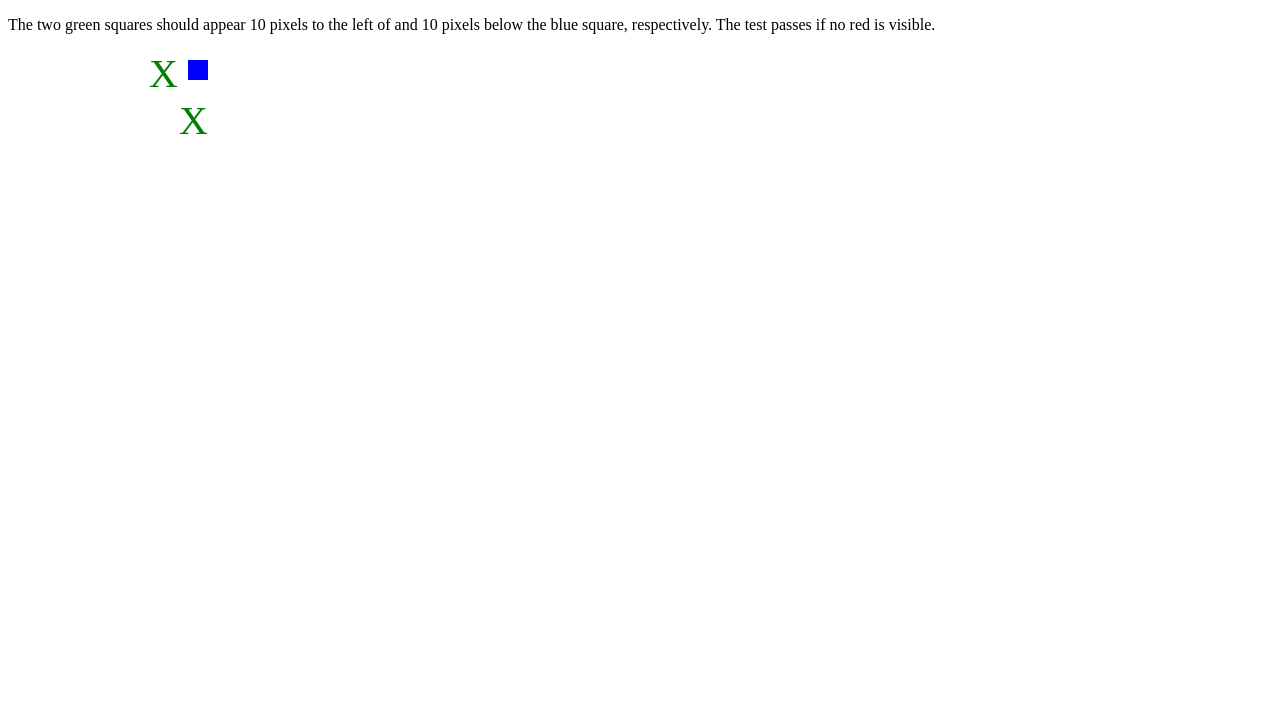 The two green squares should appear 10 pixels to the left of and 10 pixels below the blue square, respectively. The test passes if no red is visible.
X
X